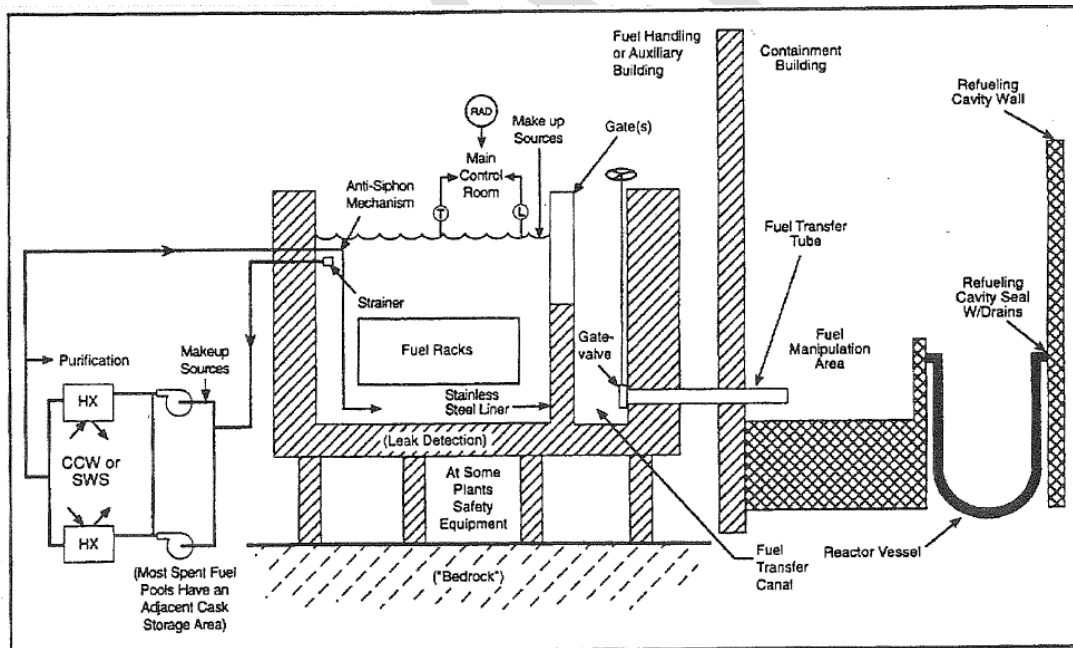 Fuel Handling
or Auxiliary
Building
Containment
Building
Refueling
Cavity Wall
RAD
Make up
Sources
Gate(s)
Main
Control
Room
Anti-Siphon
Mechanism
T
L
Fuel Transfer
Tube
Strainer
Refueling
Cavity Seal
W/Drains
Purification
Makeup
Sources
Fuel Racks
Gate-
valve
Fuel
Manipulation
Area
HX
Stainless
Steel Liner
CCW or
SWS
(Leak Detection)
At Some
Plants
Safety
Equipment
HX
Reactor Vessel
Fuel
Transfer
Canal
("Bedrock")
(Most Spent Fuel
Pools Have an
Adjacent Cask
Storage Area)